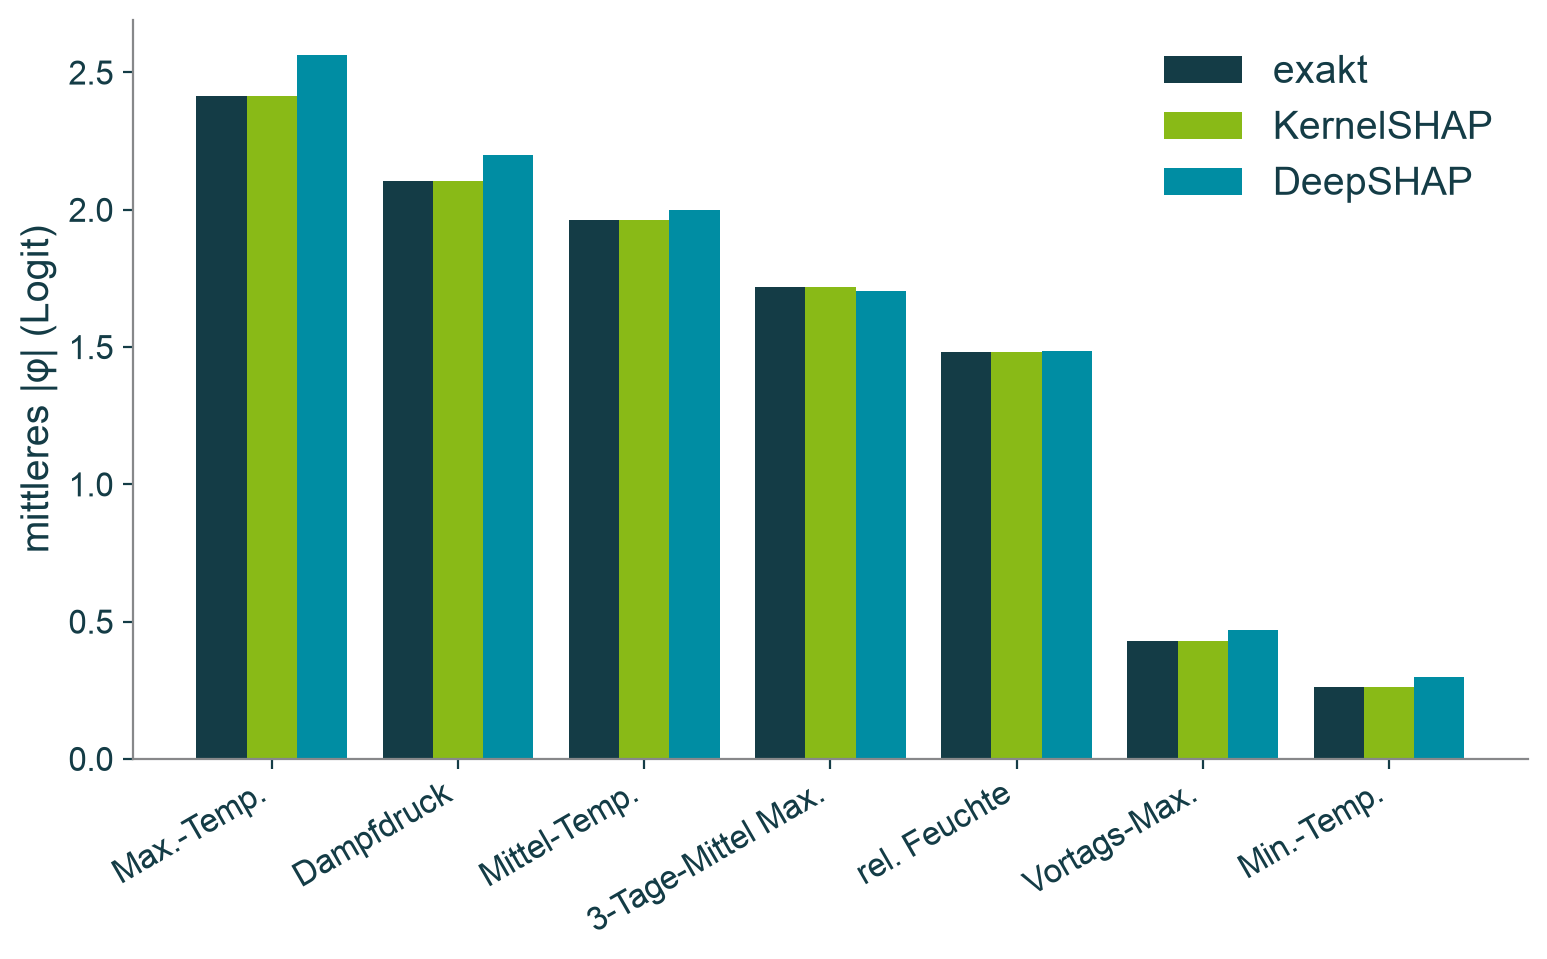 exakt
KernelSHAP
DeepSHAP
mittleres |φ| (Logit)
2.5
2.0
1.5
1.0
0.5
0.0
Max.-Temp.
Dampfdruck
Mittel-Temp.
3-Tage-Mittel Max.
rel. Feuchte
Vortags-Max.
Min.-Temp.